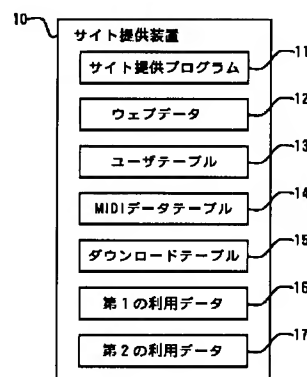 10
サイト提供装置
サイト提供プログラム
11
ウェブデータ
12
ユーザテーブル
13
MIDIデータテーブル
14
ダウンロードテーブル
15
第1の利用データ
16
第2の利用データ
17